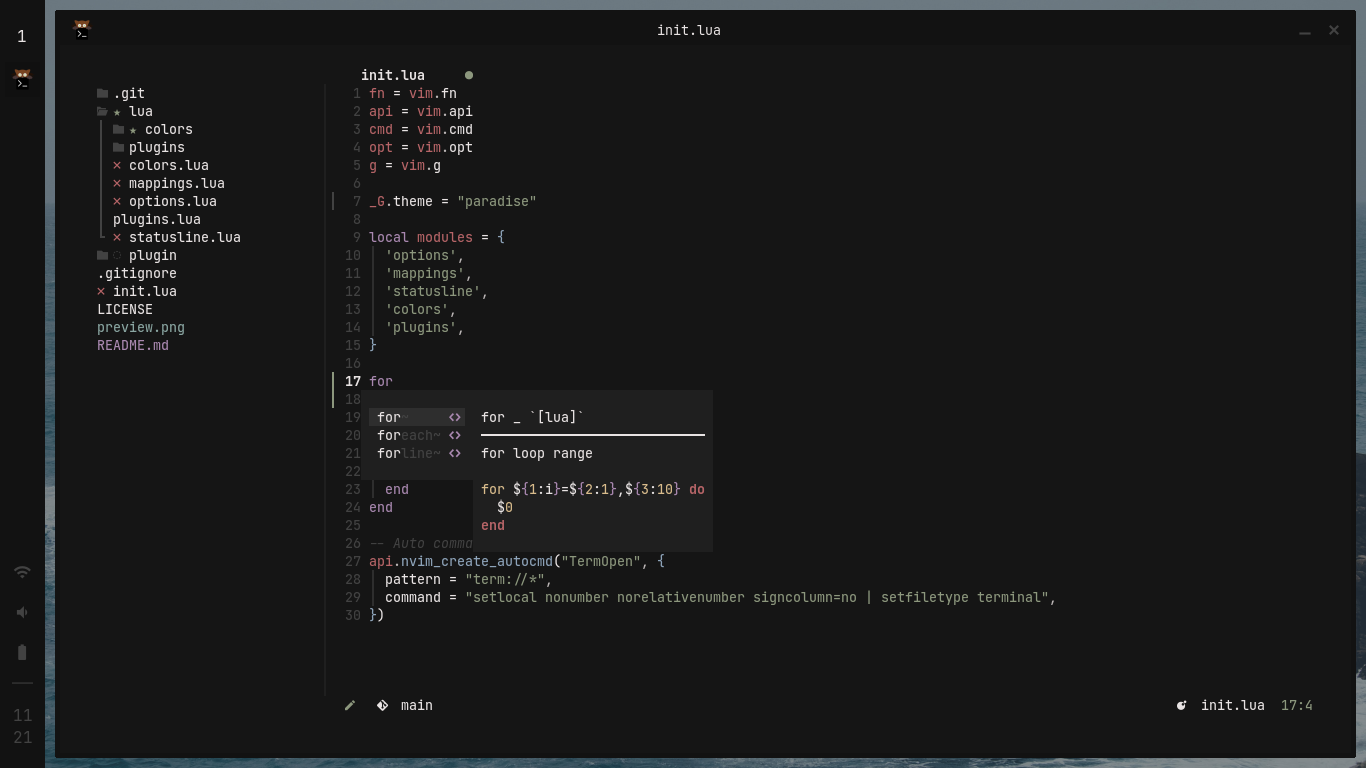 init.lua
1
11
21
.git
lua
colors
plugins
colors.lua
mappings.lua
options.lua
plugins.lua
statusline.lua
plugin
.gitignore
init.lua
LICENSE
preview.png
README.md
init.lua
1 fn = vim.fn
2 api = vim.api
3 cmd = vim.cmd
4 opt = vim.opt
5 g = vim.g
6
7 _G.theme = "paradise"
8
9 local modules = {
10 'options',
11 'mappings',
12 'statusline',
13 'colors',
14 'plugins',
15 }
16
17 for
18
19
20
21
22
23 end
24 end
25
26 -- Auto comma
27 api.nvim_create_autocmd("TermOpen", {
28 pattern = "term://*",
29 command = "setlocal nonumber norelativenumber signcolumn=no | setfiletype terminal",
30 })
for~ <>
foreach~ <>
forline~ <>
for _ `[lua]`
for loop range
for ${1:i}=${2:1},${3:10} do
$0
end
main
init.lua 17:4